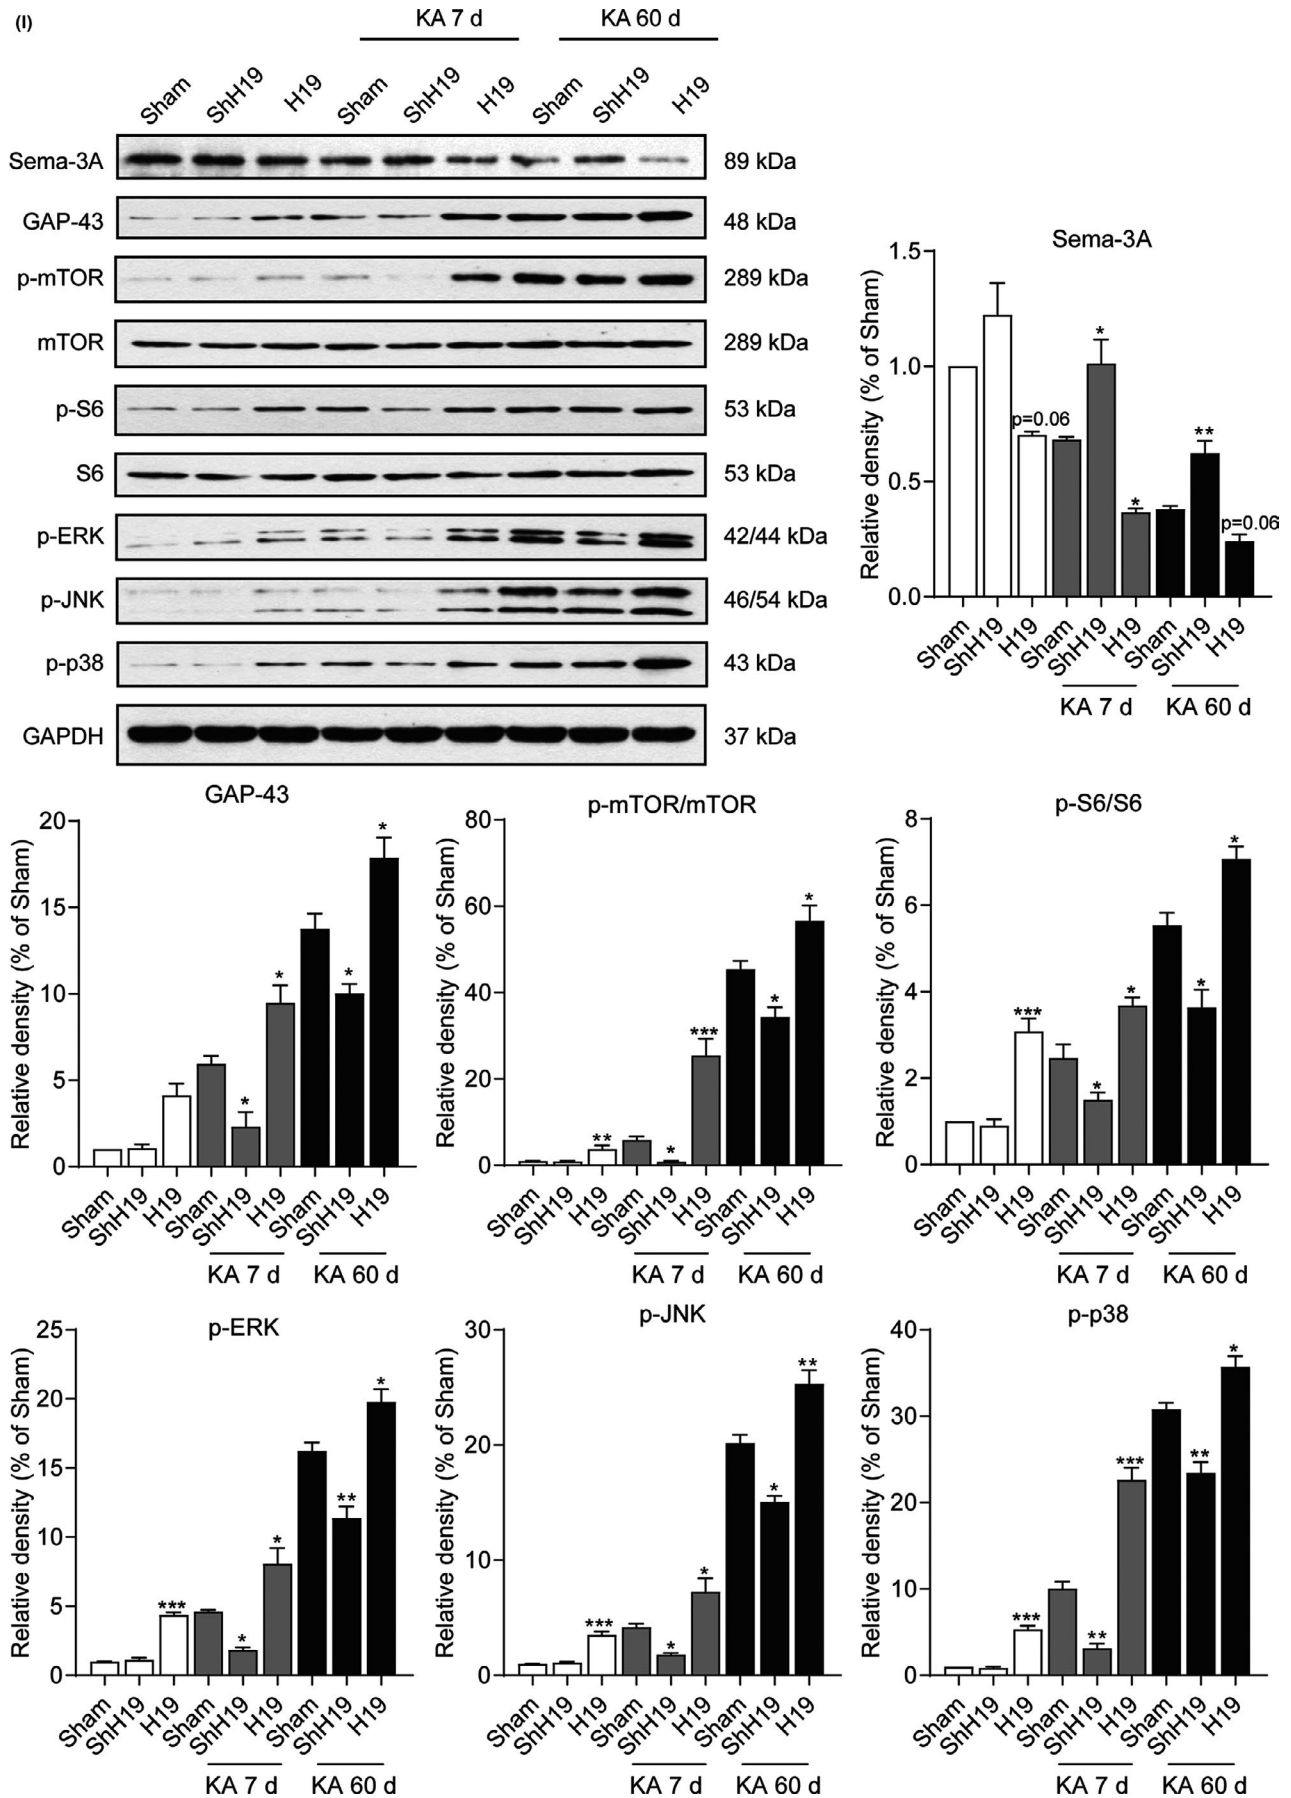 (I)
KA 7 d
KA 60 d
Sham ShH19 H19 Sham ShH19 H19 Sham ShH19 H19
Sema-3A 89 kDa
GAP-43 48 kDa
p-mTOR 289 kDa
mTOR 289 kDa
p-S6 53 kDa
S6 53 kDa
p-ERK 42/44 kDa
p-JNK 46/54 kDa
p-p38 43 kDa
GAPDH 37 kDa
Sema-3A
Relative density (% of Sham)
1.5
1.0
0.5
0.0
p=0.06
*
*
**
p=0.06
Sham ShH19 H19 Sham ShH19 H19 Sham ShH19 H19
KA 7 d KA 60 d
GAP-43
Relative density (% of Sham)
20
15
10
5
0
*
*
*
*
Sham ShH19 H19 Sham ShH19 H19 Sham ShH19 H19
KA 7 d KA 60 d
p-mTOR/mTOR
Relative density (% of Sham)
80
60
40
20
0
**
*
***
*
*
Sham ShH19 H19 Sham ShH19 H19 Sham ShH19 H19
KA 7 d KA 60 d
p-S6/S6
Relative density (% of Sham)
8
6
4
2
0
***
*
*
*
*
Sham ShH19 H19 Sham ShH19 H19 Sham ShH19 H19
KA 7 d KA 60 d
p-ERK
Relative density (% of Sham)
25
20
15
10
5
0
***
*
*
**
*
Sham ShH19 H19 Sham ShH19 H19 Sham ShH19 H19
KA 7 d KA 60 d
p-JNK
Relative density (% of Sham)
30
20
10
0
***
*
*
*
**
Sham ShH19 H19 Sham ShH19 H19 Sham ShH19 H19
KA 7 d KA 60 d
p-p38
Relative density (% of Sham)
40
30
20
10
0
***
**
***
**
*
Sham ShH19 H19 Sham ShH19 H19 Sham ShH19 H19
KA 7 d KA 60 d